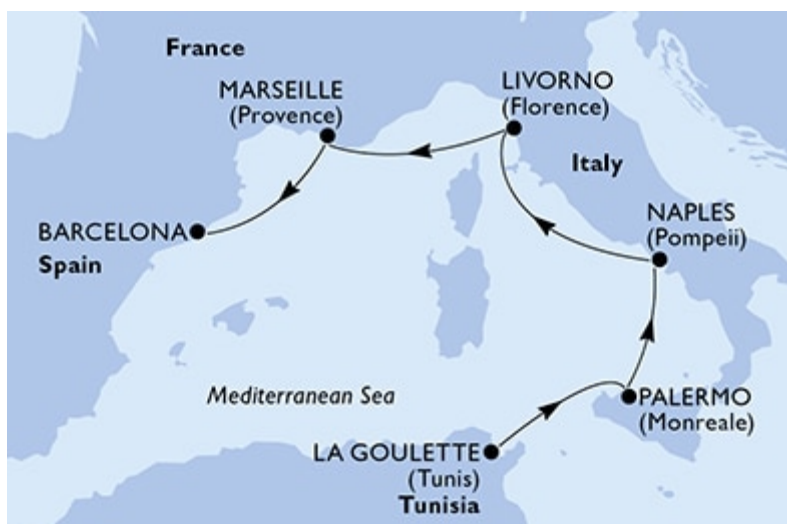 France
MARSEILLE
(Provence)
LIVORNO
(Florence)
Italy
BARCELONA
Spain
NAPLES
(Pompeii)
Mediterranean Sea
PALERMO
(Monreale)
LA GOULETTE
(Tunis)
Tunisia